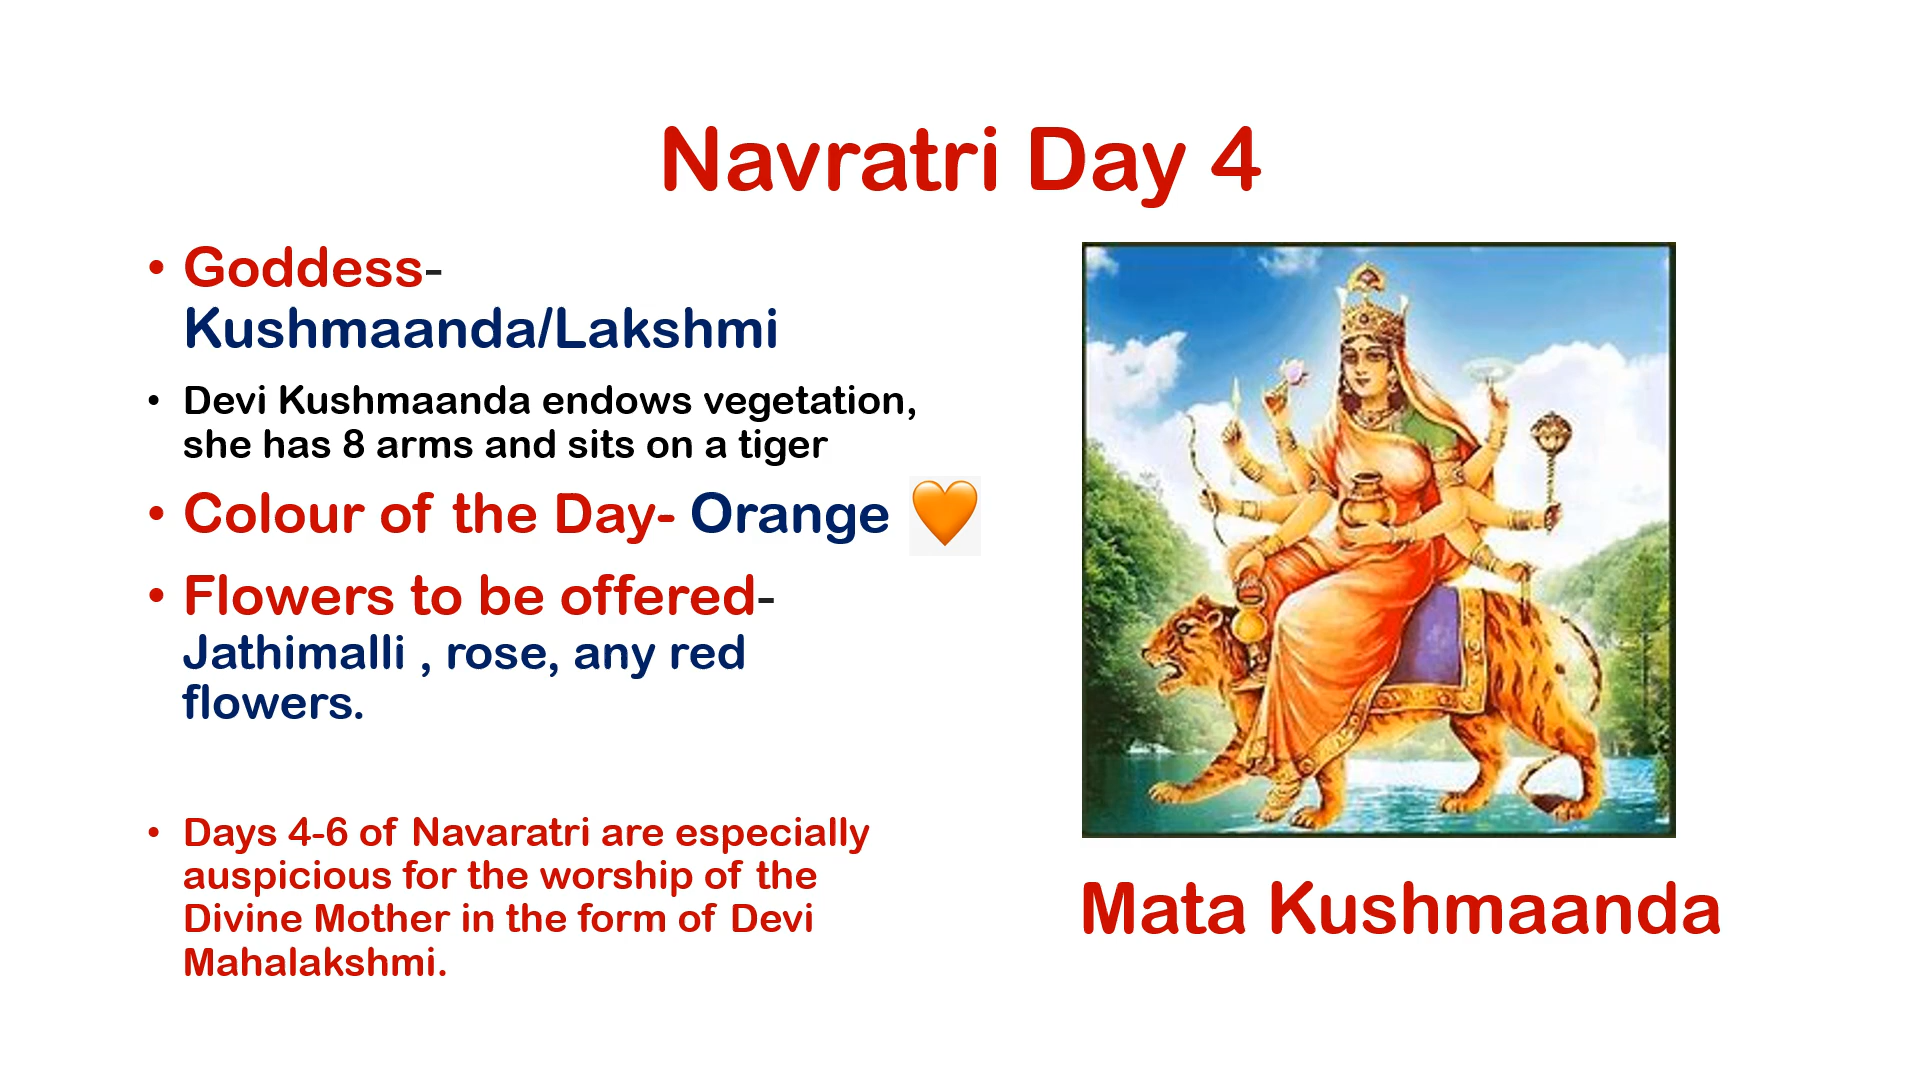 Navratri Day 4
• Goddess-
Kushmaanda/Lakshmi
• Devi Kushmaanda endows vegetation,
she has 8 arms and sits on a tiger
• Colour of the Day- Orange 🧡
• Flowers to be offered-
Jathimalli , rose, any red
flowers.
• Days 4-6 of Navaratri are especially
auspicious for the worship of the
Divine Mother in the form of Devi
Mahalakshmi.
Mata Kushmaanda